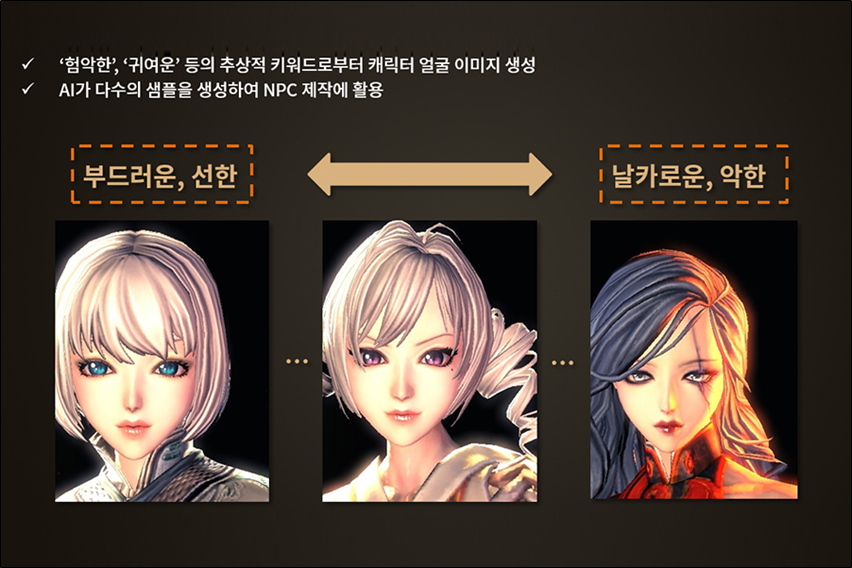 ✓ ‘험악한’, ‘귀여운’ 등의 추상적 키워드로부터 캐릭터 얼굴 이미지 생성
✓ AI가 다수의 샘플을 생성하여 NPC 제작에 활용
부드러운, 선한
날카로운, 악한
... ...